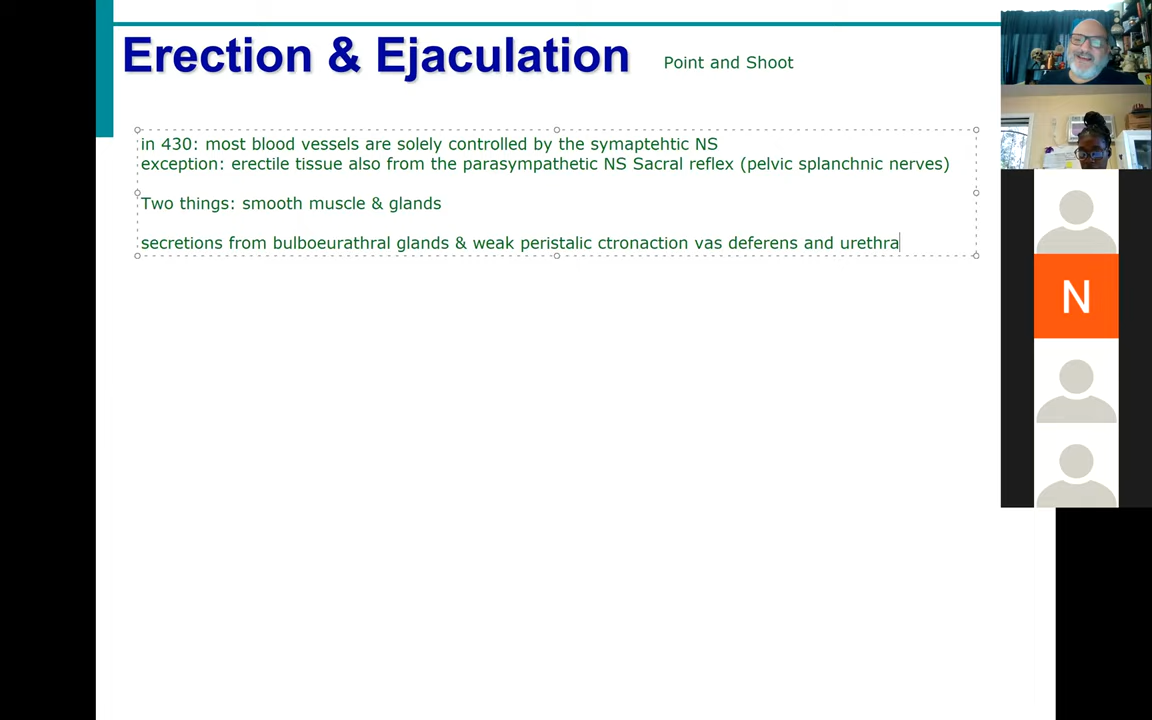 Erection & Ejaculation
Point and Shoot
in 430: most blood vessels are solely controlled by the symaptehtic NS
exception: erectile tissue also from the parasympathetic NS Sacral reflex (pelvic splanchnic nerves)
Two things: smooth muscle & glands
secretions from bulboeurathral glands & weak peristalic ctronaction vas deferens and urethra
N